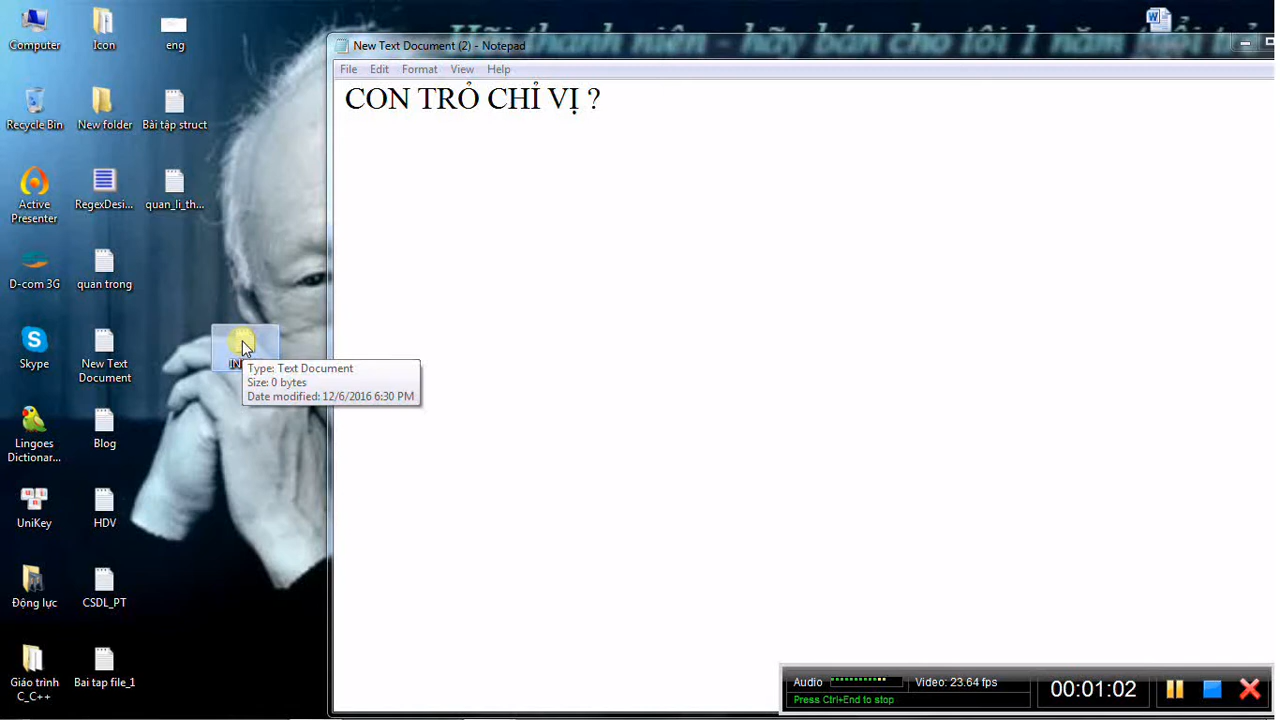 Computer
Icon
eng
Recycle Bin
New folder
Bài tập struct
Active
Presenter
RegexDesi...
quan_li_th...
D-com 3G
quan trong
Skype
New Text
Document
Lingoes
Dictionar...
Blog
UniKey
HDV
Động lực
CSDL_PT
Giáo trình
C_C++
Bai tap file_1
New Text Document (2) - Notepad
File Edit Format View Help
CON TRỎ CHỈ VỊ ?
Type: Text Document
Size: 0 bytes
Date modified: 12/6/2016 6:30 PM
Audio
Video: 23.64 fps
Press Ctrl+End to stop
00:01:02